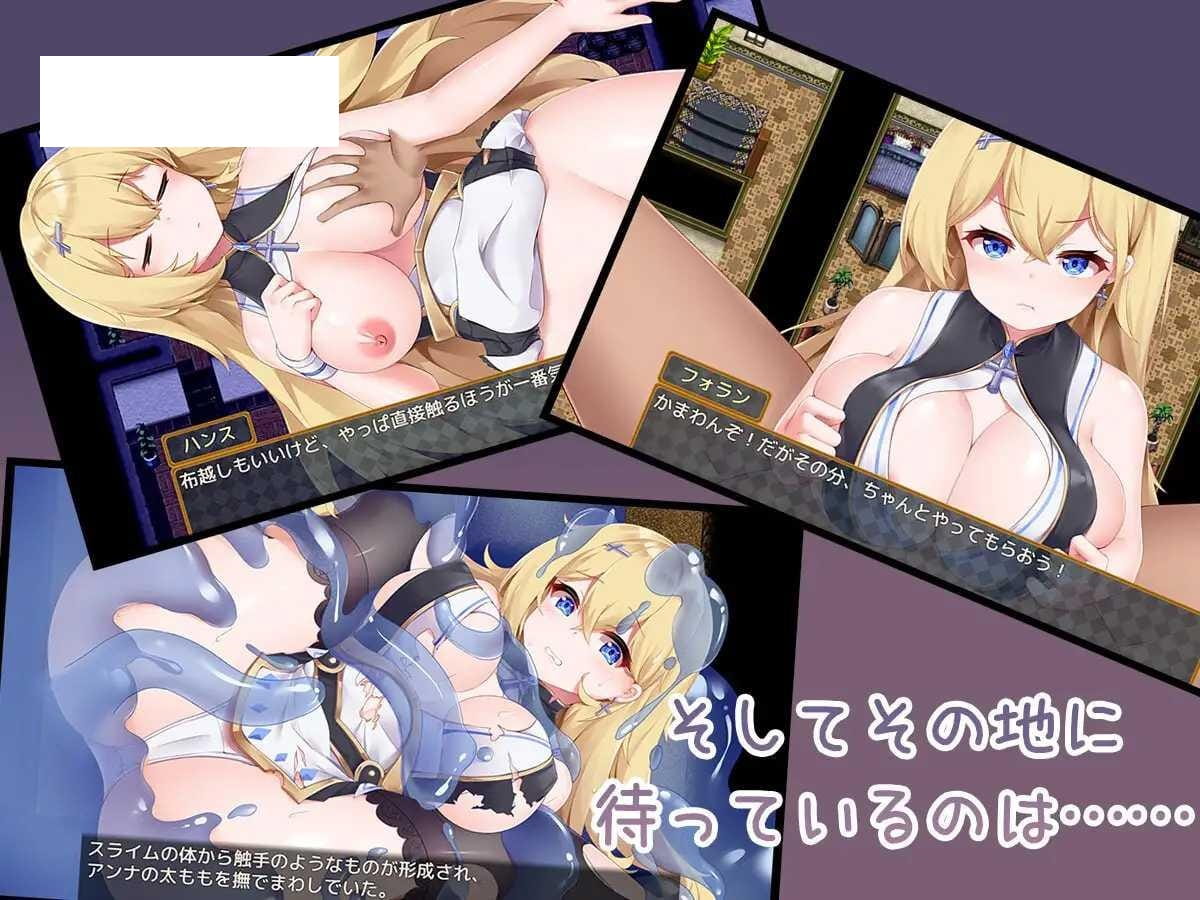 ハンス
布越しもいいけど、やっぱ直接触るほうが一番気
フォラン
かまわんぞ！だがその分、ちゃんとやってもらおう！
そしてその地に
待っているのは……
スライムの体から触手のようなものが形成され、
アンナの太ももを撫でまわしていた。